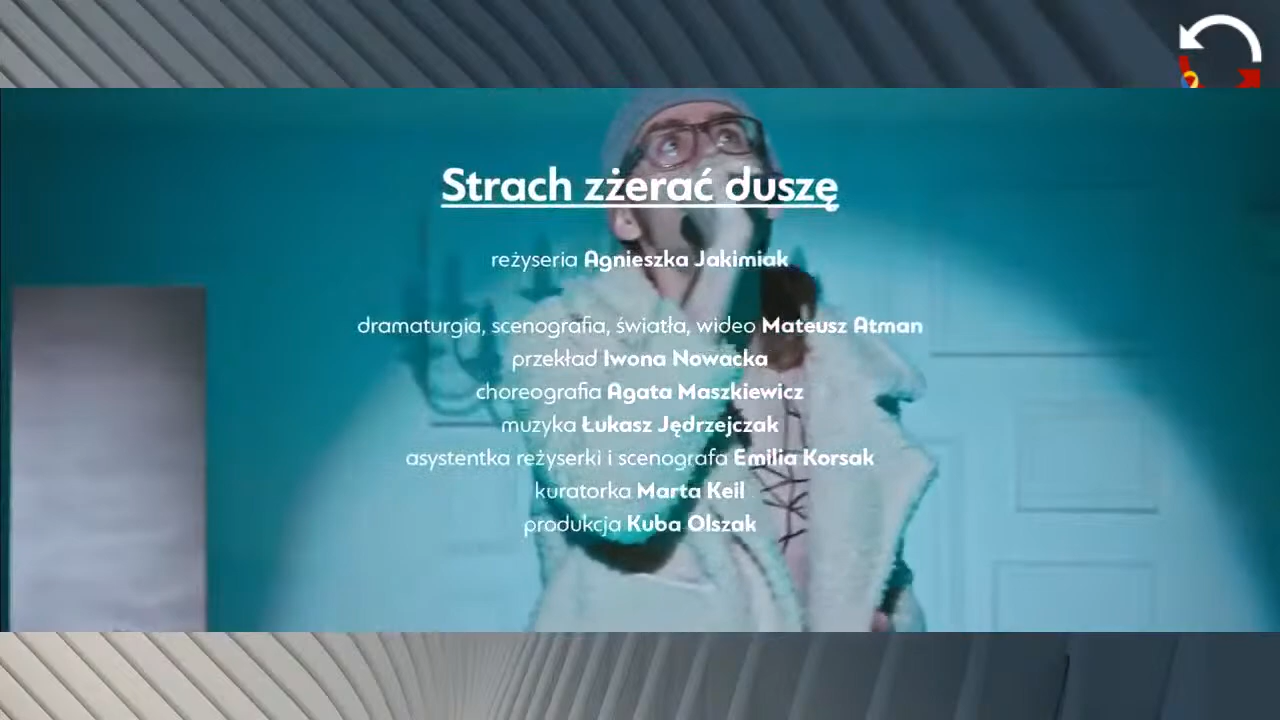 Strach zżerać duszę
reżyseria Agnieszka Jakimiak
dramaturgia, scenografia, światła, wideo Mateusz Atman
przekład Iwona Nowacka
choreografia Agata Maszkiewicz
muzyka Łukasz Jędrzejczak
asystentka reżyserki i scenografa Emilia Korsak
kuratorka Marta Keil
produkcja Kuba Olszak